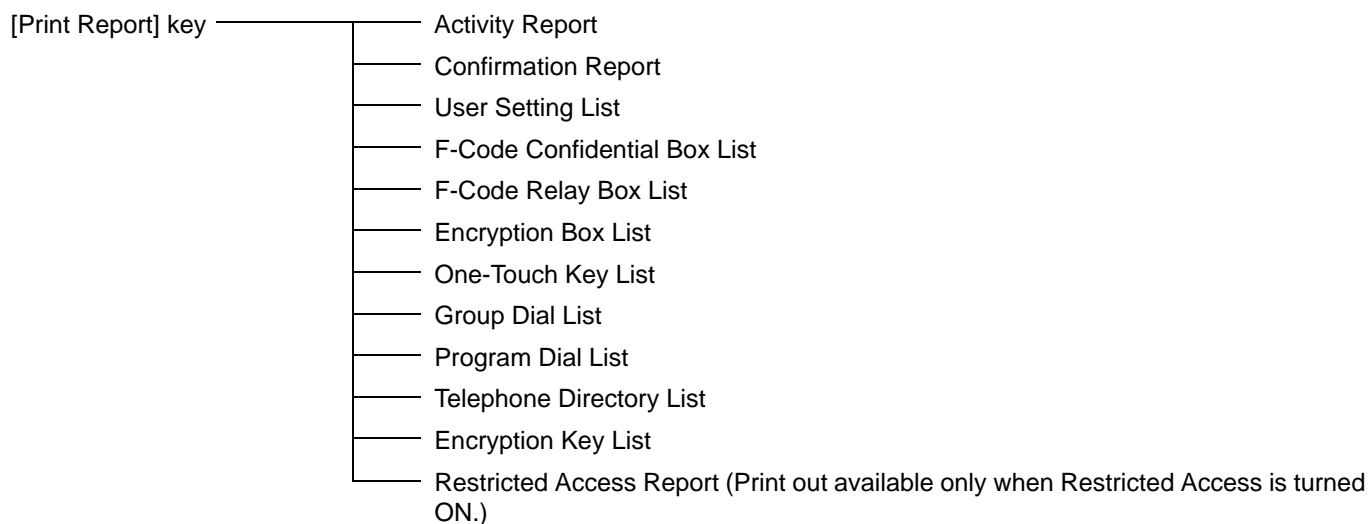 [Print Report] key
Activity Report
Confirmation Report
User Setting List
F-Code Confidential Box List
F-Code Relay Box List
Encryption Box List
One-Touch Key List
Group Dial List
Program Dial List
Telephone Directory List
Encryption Key List
Restricted Access Report (Print out available only when Restricted Access is turned
ON.)